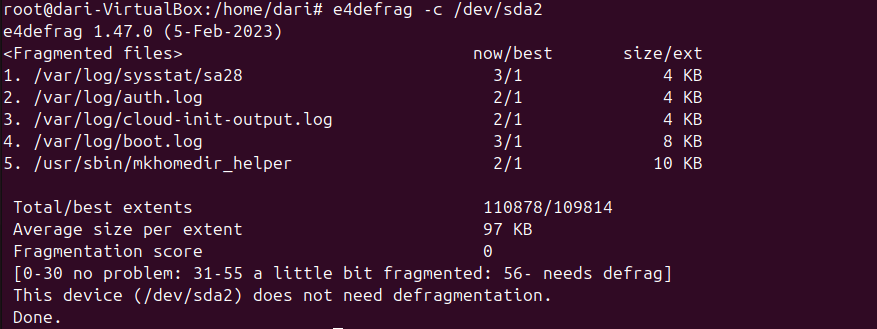 root@dari-VirtualBox:/home/dari# e4defrag -c /dev/sda2
e4defrag 1.47.0 (5-Feb-2023)
<Fragmented files> now/best size/ext
1. /var/log/sysstat/sa28 3/1 4 KB
2. /var/log/auth.log 2/1 4 KB
3. /var/log/cloud-init-output.log 2/1 4 KB
4. /var/log/boot.log 3/1 8 KB
5. /usr/sbin/mkhomedir_helper 2/1 10 KB
Total/best extents 110878/109814
Average size per extent 97 KB
Fragmentation score 0
[0-30 no problem: 31-55 a little bit fragmented: 56- needs defrag]
This device (/dev/sda2) does not need defragmentation.
Done.